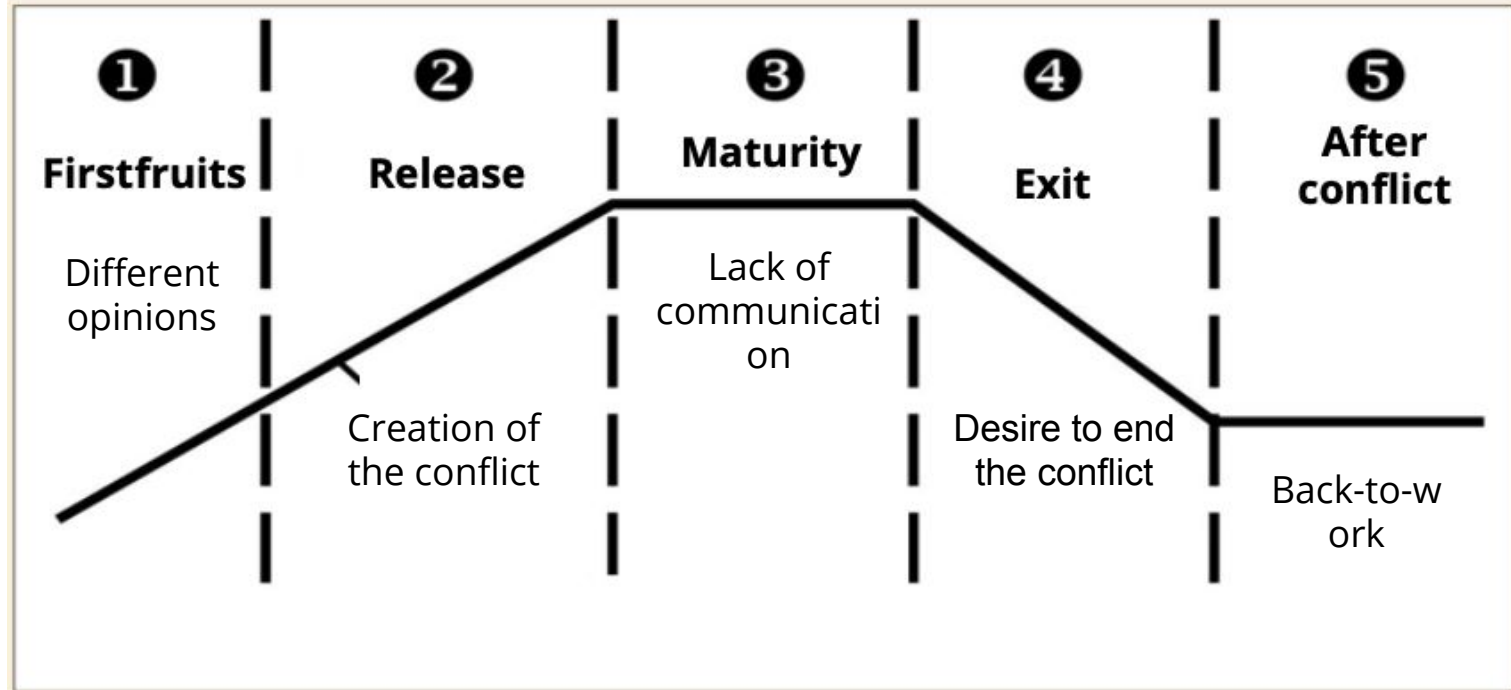 ❶
Firstfruits
Different
opinions
❷
Release
Creation of
the conflict
❸
Maturity
Lack of
communicati
on
❹
Exit
Desire to end
the conflict
❺
After
conflict
Back-to-w
ork